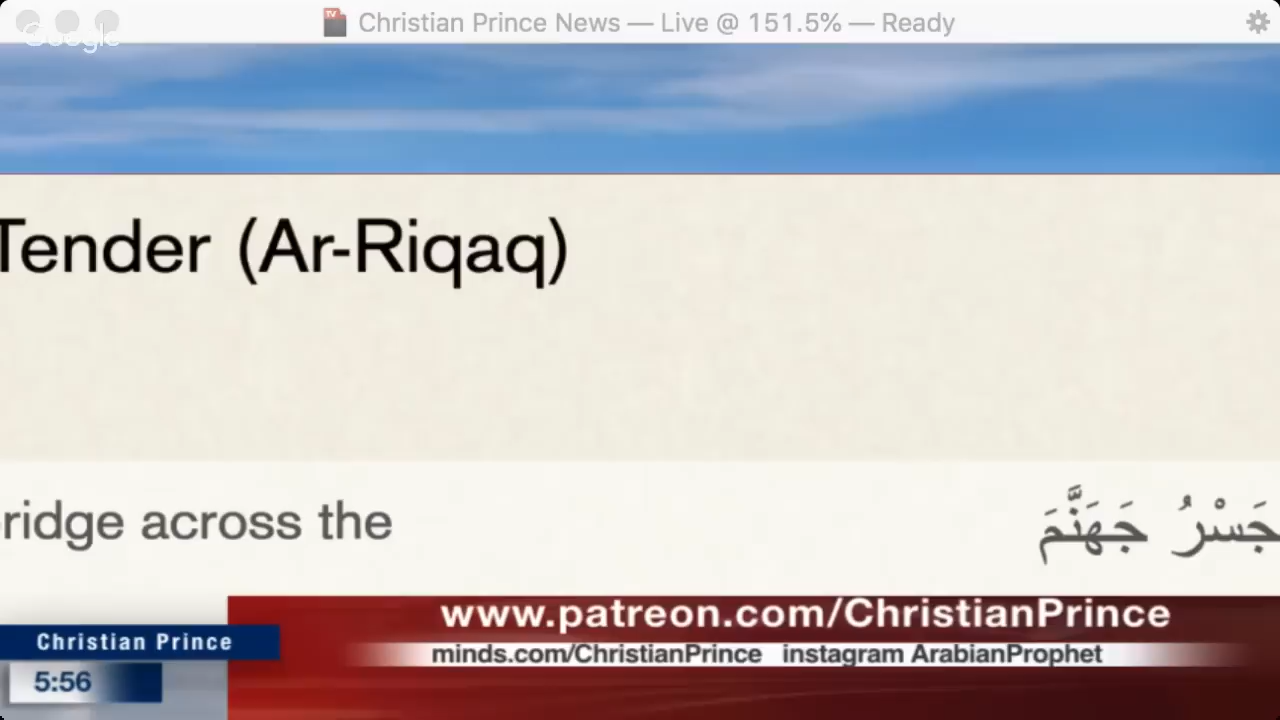 Christian Prince News — Live @ 151.5% — Ready
Google
Tender (Ar-Riqaq)
ridge across the
جَسْرُ جَهَنَّمَ
www.patreon.com/ChristianPrince
minds.com/ChristianPrince instagram ArabianProphet
Christian Prince
5:56